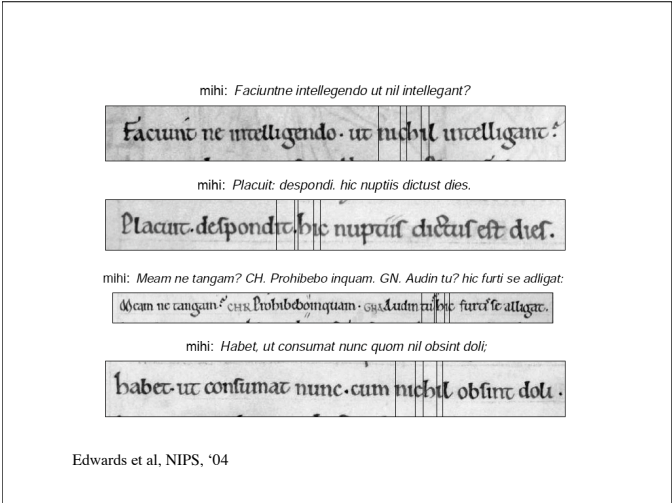 mihi: Faciuntne intellegendo ut nil intellegant?
Faciunt ne intelligendo. ut nichil intelligant?
mihi: Placuit: despondi. hic nuptiis dictust dies.
Placuit. despondit. hic nuptiis dictus est dies.
mihi: Meam ne tangam? CH. Prohibebo inquam. GN. Audin tu? hic furti se adligat:
Meam ne tangam? CHR. Prohibebo inquam. GN. Audin tu hic furti se alligat.
mihi: Habet, ut consumat nunc quom nil obsint doli;
habet. ut consumat nunc. cum nichil obsint doli.
Edwards et al, NIPS, ‘04